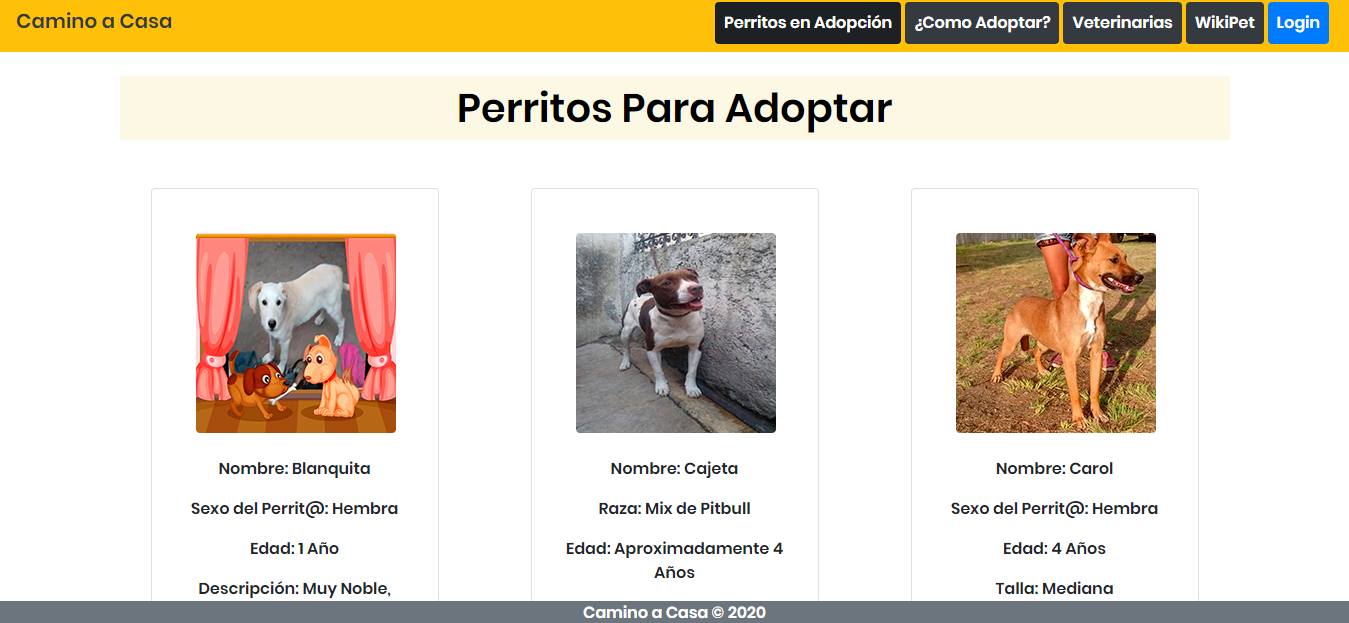 Camino a Casa
Perritos en Adopción
¿Como Adoptar?
Veterinarias
WikiPet
Login
Perritos Para Adoptar
Nombre: Blanquita
Sexo del Perrit@: Hembra
Edad: 1 Año
Descripción: Muy Noble,
Nombre: Cajeta
Raza: Mix de Pitbull
Edad: Aproximadamente 4
Años
Nombre: Carol
Sexo del Perrit@: Hembra
Edad: 4 Años
Talla: Mediana
Camino a Casa © 2020